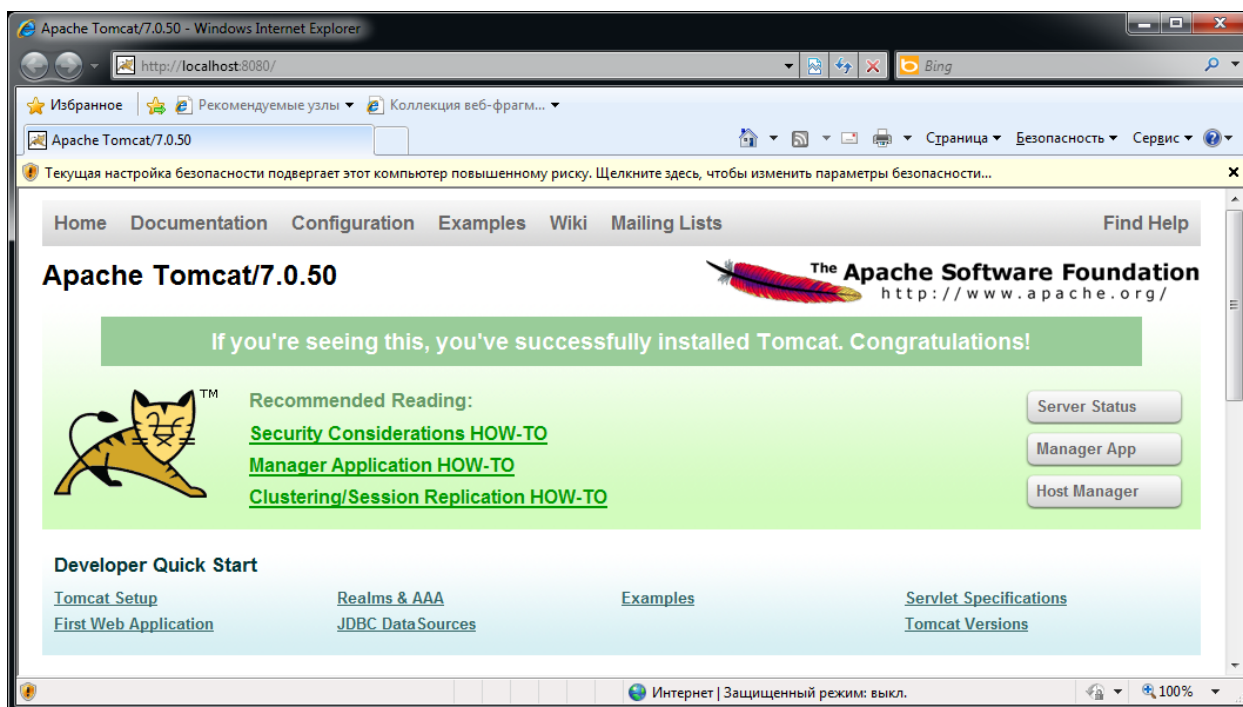 Apache Tomcat/7.0.50 - Windows Internet Explorer
http://localhost:8080/
Bing
Избранное Рекомендуемые узлы Коллекция веб-фрагм...
Apache Tomcat/7.0.50 Страница Безопасность Сервис
Текущая настройка безопасности подвергает этот компьютер повышенному риску. Щелкните здесь, чтобы изменить параметры безопасности...
Home Documentation Configuration Examples Wiki Mailing Lists Find Help
Apache Tomcat/7.0.50
The Apache Software Foundation
http://www.apache.org/
If you're seeing this, you've successfully installed Tomcat. Congratulations!
TM
Recommended Reading:
Security Considerations HOW-TO
Manager Application HOW-TO
Clustering/Session Replication HOW-TO
Server Status
Manager App
Host Manager
Developer Quick Start
Tomcat Setup Realms & AAA Examples Servlet Specifications
First Web Application JDBC DataSources Tomcat Versions
Интернет | Защищенный режим: выкл. 100%